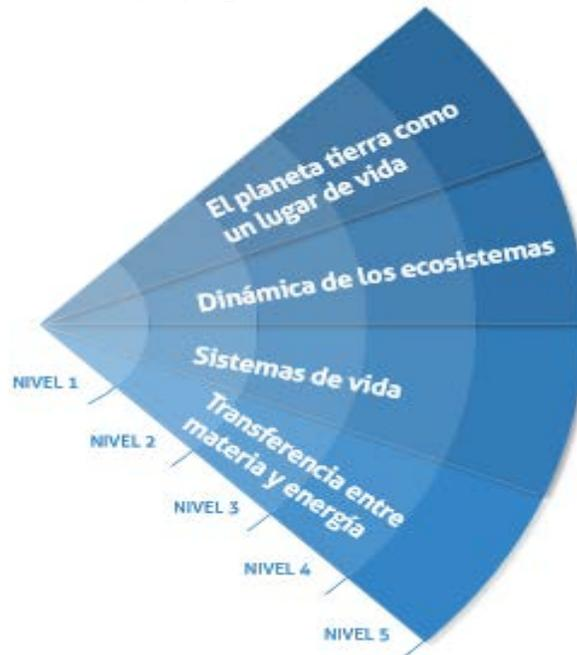 El planeta tierra como
un lugar de vida
Dinámica de los ecosistemas
Sistemas de vida
Transferencia entre
materia y energía
NIVEL 1
NIVEL 2
NIVEL 3
NIVEL 4
NIVEL 5